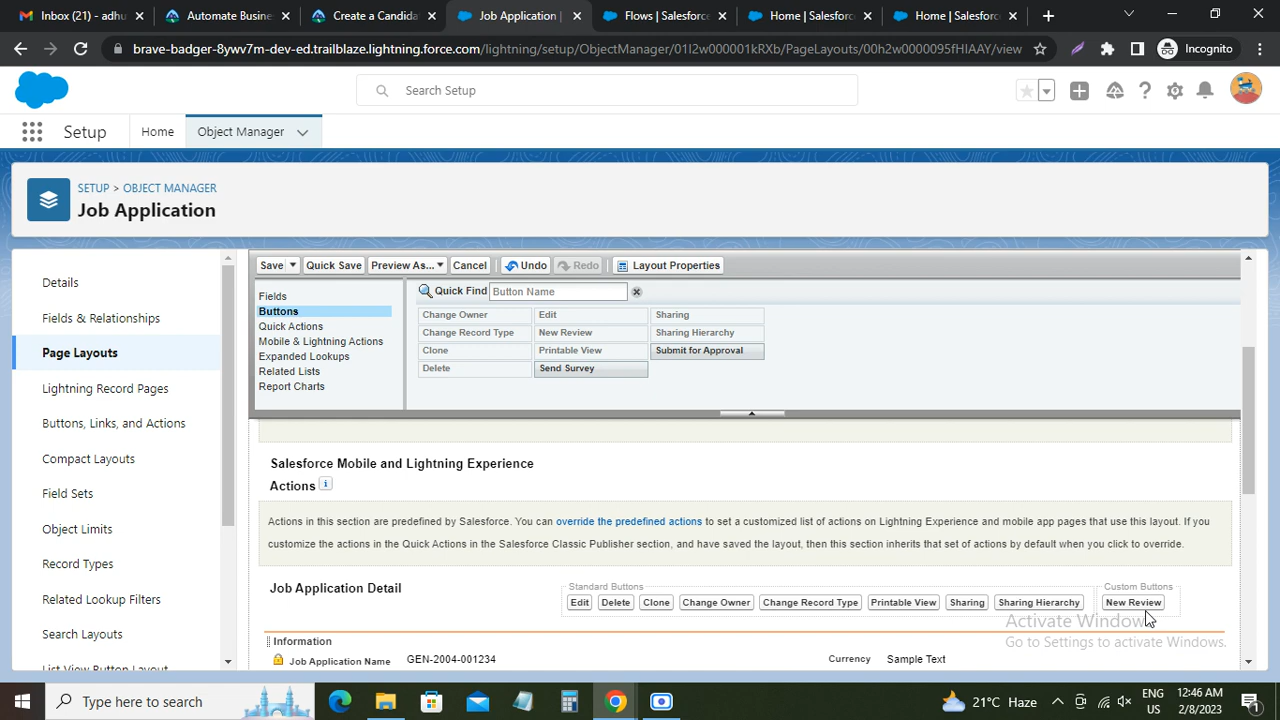 Inbox (21) - adhu
Automate Busine
Create a Candida
Job Application |
Flows | Salesforce
Home | Salesforc
Home | Salesforc
brave-badger-8ywv7m-dev-ed.trailblaze.lightning.force.com/lightning/setup/ObjectManager/01I2w000001kRXb/PageLayouts/00h2w0000095fHIAAY/view
Incognito
Search Setup
Setup
Home
Object Manager
SETUP > OBJECT MANAGER
Job Application
Details
Fields & Relationships
Page Layouts
Lightning Record Pages
Buttons, Links, and Actions
Compact Layouts
Field Sets
Object Limits
Record Types
Related Lookup Filters
Search Layouts
List View Button Layout
Save Quick Save Preview As... Cancel Undo Redo Layout Properties
Fields
Buttons
Quick Actions
Mobile & Lightning Actions
Expanded Lookups
Related Lists
Report Charts
Quick Find Button Name
Change Owner Edit Sharing
Change Record Type New Review Sharing Hierarchy
Clone Printable View Submit for Approval
Delete Send Survey
Salesforce Mobile and Lightning Experience
Actions i
Actions in this section are predefined by Salesforce. You can override the predefined actions to set a customized list of actions on Lightning Experience and mobile app pages that use this layout. If you
customize the actions in the Quick Actions in the Salesforce Classic Publisher section, and have saved the layout, then this section inherits that set of actions by default when you click to override.
Standard Buttons Custom Buttons
Job Application Detail
Edit Delete Clone Change Owner Change Record Type Printable View Sharing Sharing Hierarchy New Review
Activate Window
Go to Settings to activate Windows.
Information
Job Application Name GEN-2004-001234 Currency Sample Text
Type here to search
21°C Haze
ENG
US
12:46 AM
2/8/2023
1